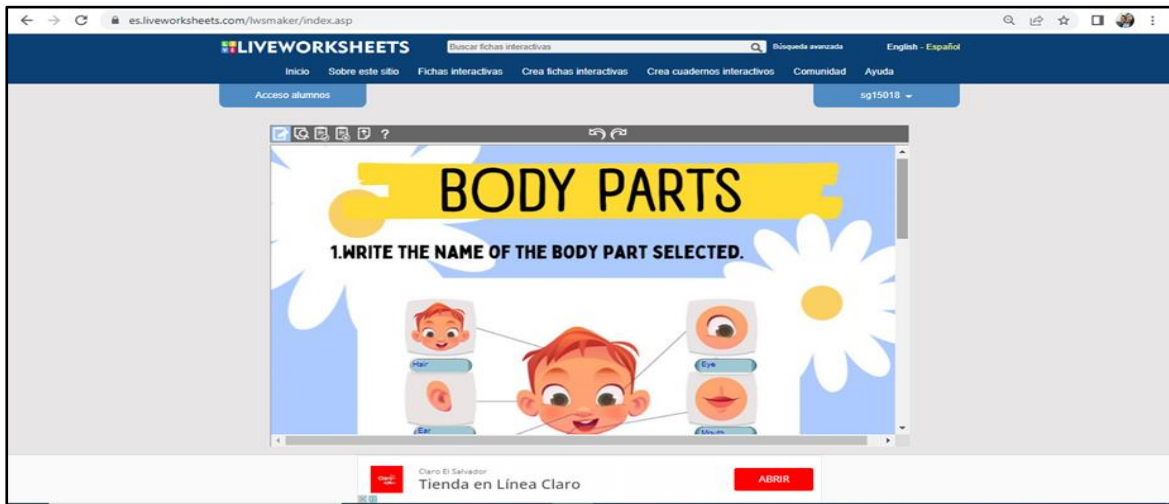 es.liveworksheets.com/lwsmaker/index.asp
LIVEWORKSHEETS
Buscar fichas interactivas
Búsqueda avanzada
English - Español
Inicio Sobre este sitio Fichas interactivas Crea fichas interactivas Crea cuadernos interactivos Comunidad Ayuda
Acceso alumnos
sg15018
?
BODY PARTS
1.WRITE THE NAME OF THE BODY PART SELECTED.
Hair
Eye
Ear
Mouth
Claro El Salvador
Tienda en Línea Claro
ABRIR